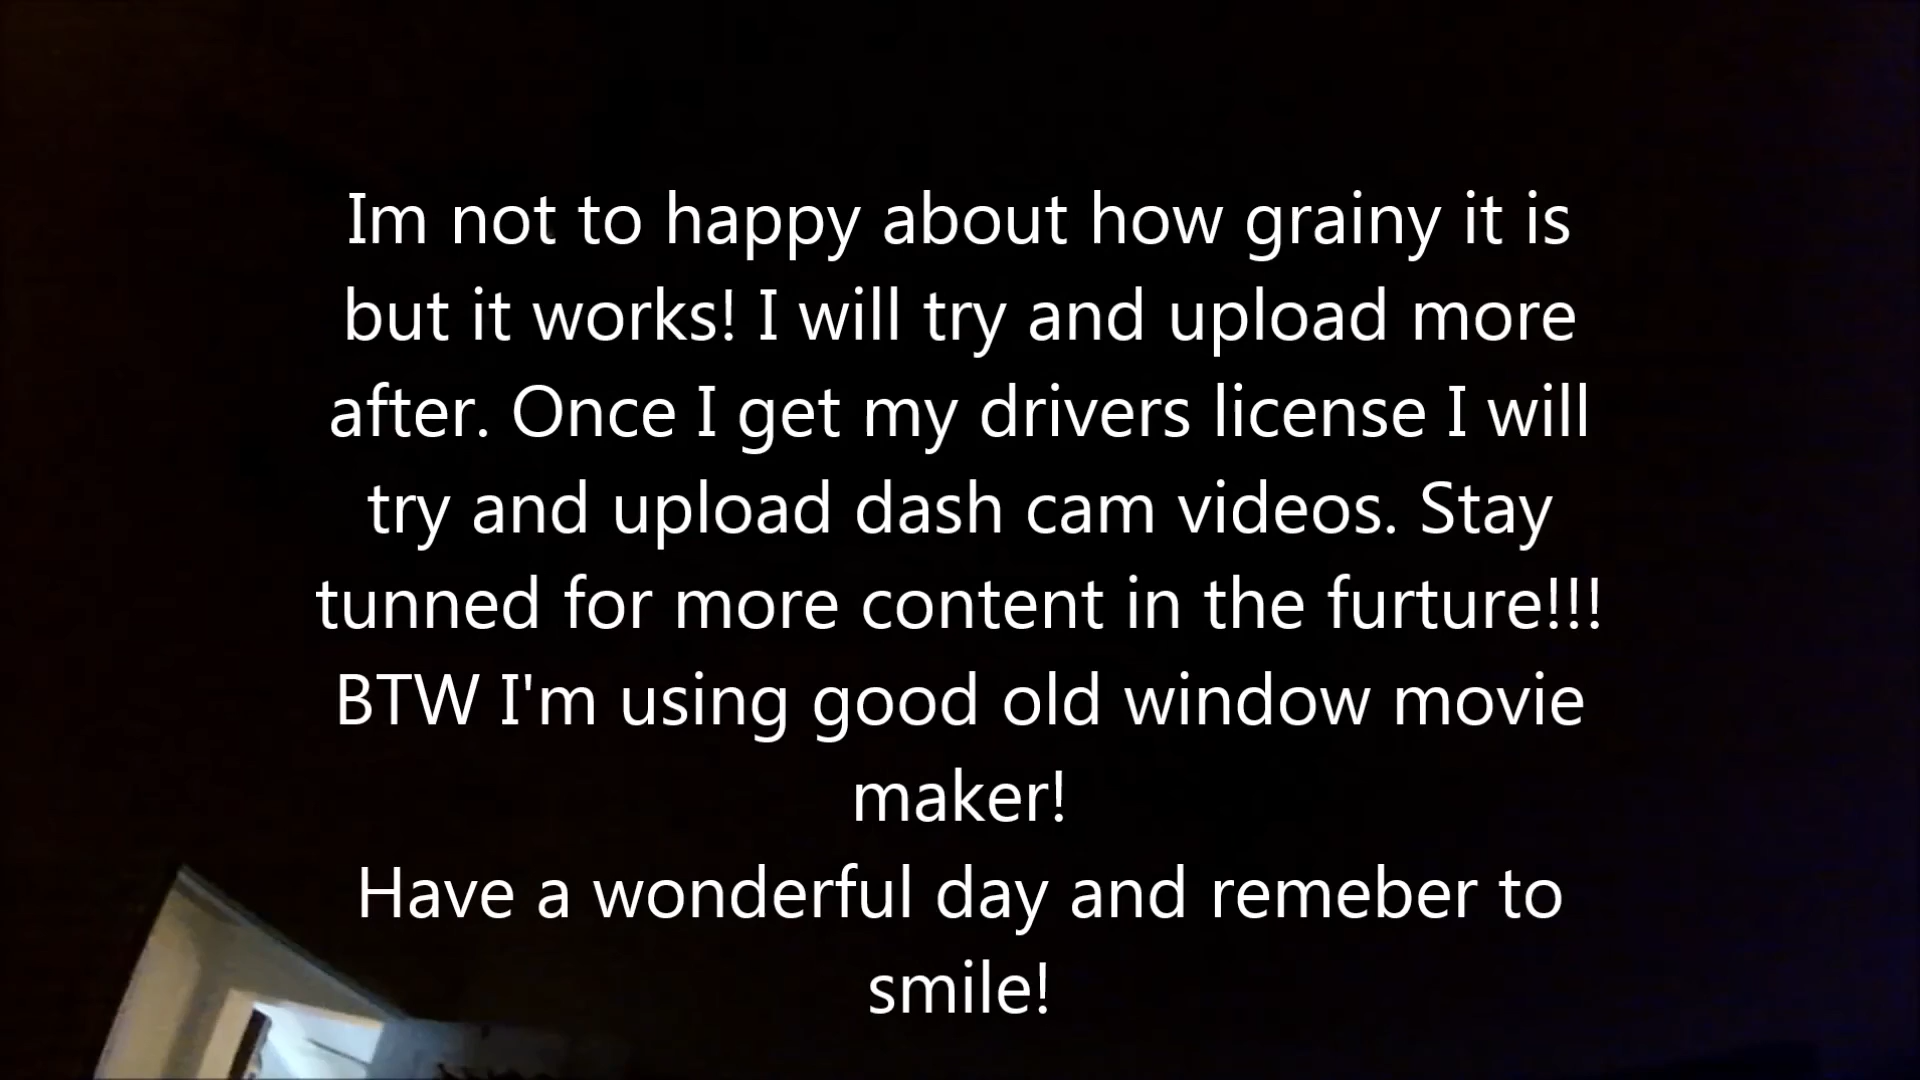 Im not to happy about how grainy it is
but it works! I will try and upload more
after. Once I get my drivers license I will
try and upload dash cam videos. Stay
tunned for more content in the furture!!!
BTW I'm using good old window movie
maker!
Have a wonderful day and remeber to
smile!